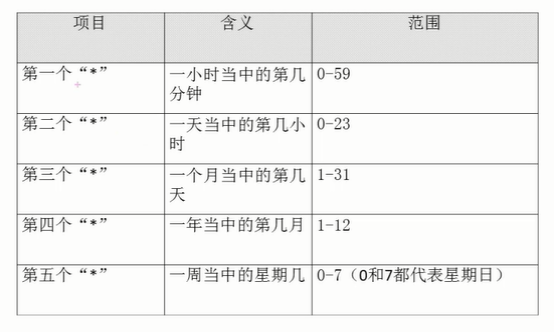 项目 含义 范围
第一个“*” 一小时当中的第几 0-59
分钟
第二个“*” 一天当中的第几小 0-23
时
第三个“*” 一个月当中的第几 1-31
天
第四个“*” 一年当中的第几月 1-12
第五个“*” 一周当中的星期几 0-7（0和7都代表星期日）